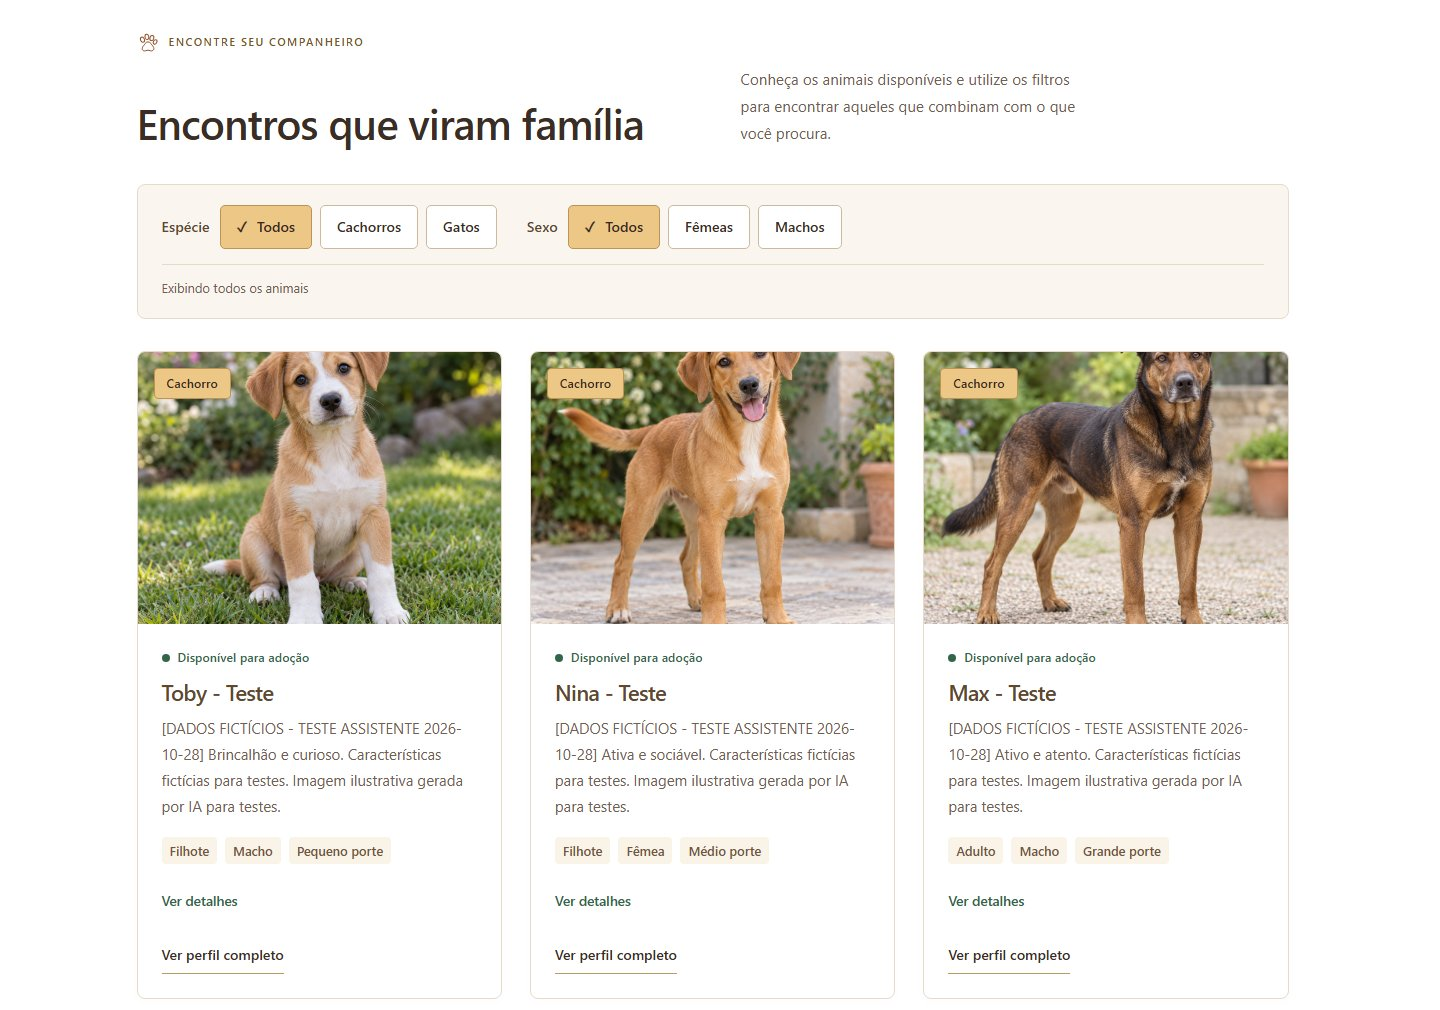 ENCONTRE SEU COMPANHEIRO
Encontros que viram família
Conheça os animais disponíveis e utilize os filtros
para encontrar aqueles que combinam com o que
você procura.
Espécie ✓ Todos Cachorros Gatos Sexo ✓ Todos Fêmeas Machos
Exibindo todos os animais
Cachorro
Disponível para adoção
Toby - Teste
[DADOS FICTÍCIOS - TESTE ASSISTENTE 2026-
10-28] Brincalhão e curioso. Características
fictícias para testes. Imagem ilustrativa gerada
por IA para testes.
Filhote Macho Pequeno porte
Ver detalhes
Ver perfil completo
Cachorro
Disponível para adoção
Nina - Teste
[DADOS FICTÍCIOS - TESTE ASSISTENTE 2026-
10-28] Ativa e sociável. Características fictícias
para testes. Imagem ilustrativa gerada por IA
para testes.
Filhote Fêmea Médio porte
Ver detalhes
Ver perfil completo
Cachorro
Disponível para adoção
Max - Teste
[DADOS FICTÍCIOS - TESTE ASSISTENTE 2026-
10-28] Ativo e atento. Características fictícias
para testes. Imagem ilustrativa gerada por IA
para testes.
Adulto Macho Grande porte
Ver detalhes
Ver perfil completo